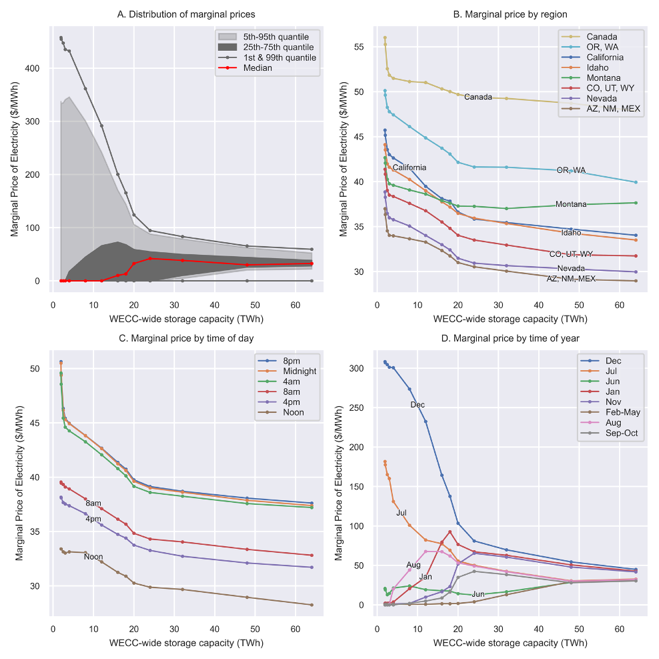 A. Distribution of marginal prices
Marginal Price of Electricity ($/MWh)
400
300
200
100
0
5th-95th quantile
25th-75th quantile
1st & 99th quantile
Median
0 10 20 30 40 50 60
WECC-wide storage capacity (TWh)
B. Marginal price by region
Marginal Price of Electricity ($/MWh)
55
50
45
40
35
30
Canada
OR, WA
California
Idaho
Montana
CO, UT, WY
Nevada
AZ, NM, MEX
Canada
OR, WA
California
Montana
Idaho
CO, UT, WY
Nevada
AZ, NM, MEX
0 10 20 30 40 50 60
WECC-wide storage capacity (TWh)
C. Marginal price by time of day
Marginal Price of Electricity ($/MWh)
50
45
40
35
30
8pm
Midnight
4am
8am
4pm
Noon
8am
4pm
Noon
0 10 20 30 40 50 60
WECC-wide storage capacity (TWh)
D. Marginal price by time of year
Marginal Price of Electricity ($/MWh)
300
250
200
150
100
50
0
Dec
Jul
Jun
Jan
Nov
Feb-May
Aug
Sep-Oct
Dec
Jul
Aug
Jan
Jun
0 10 20 30 40 50 60
WECC-wide storage capacity (TWh)